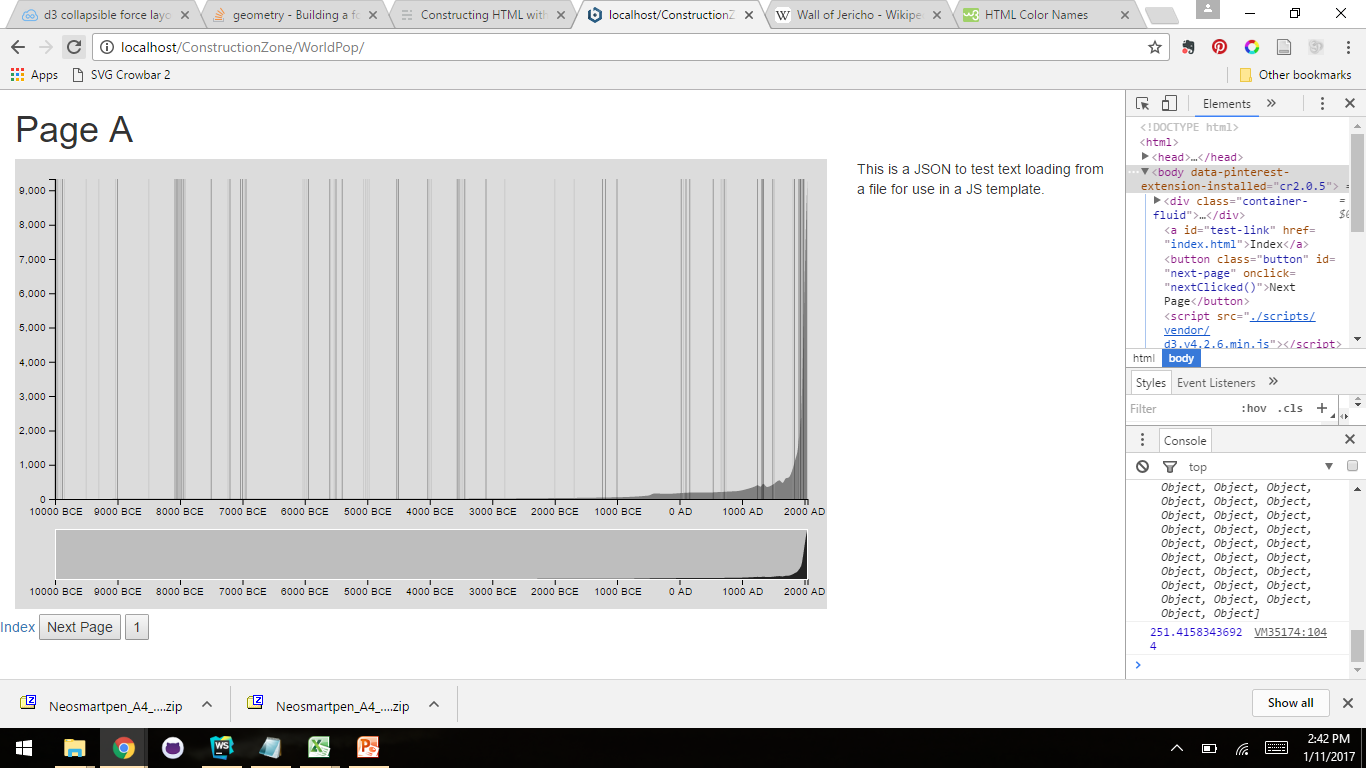 d3 collapsible force layo
geometry - Building a fo
Constructing HTML with
localhost/ConstructionZ
Wall of Jericho - Wikipe
HTML Color Names
localhost/ConstructionZone/WorldPop/
Apps
SVG Crowbar 2
Other bookmarks
Page A
9,000
8,000
7,000
6,000
5,000
4,000
3,000
2,000
1,000
0
10000 BCE 9000 BCE 8000 BCE 7000 BCE 6000 BCE 5000 BCE 4000 BCE 3000 BCE 2000 BCE 1000 BCE 0 AD 1000 AD 2000 AD
10000 BCE 9000 BCE 8000 BCE 7000 BCE 6000 BCE 5000 BCE 4000 BCE 3000 BCE 2000 BCE 1000 BCE 0 AD 1000 AD 2000 AD
Index Next Page 1
This is a JSON to test text loading from
a file for use in a JS template.
Elements »
<!DOCTYPE html>
<html>
<head>…</head>
<body data-pinterest-
extension-installed="cr2.0.5"> =
<div class="container-
fluid">…</div>
<a id="test-link" href=
"index.html">Index</a>
<button class="button" id=
"next-page" onclick=
"nextClicked()">Next
Page</button>
<script src="./scripts/
vendor/
d3.v4.2.6.min.js"></script>
html body
Styles Event Listeners »
Filter :hov .cls +
Console
top
Object, Object, Object,
Object, Object, Object,
Object, Object, Object,
Object, Object, Object,
Object, Object, Object,
Object, Object, Object,
Object, Object, Object,
Object, Object, Object,
Object, Object, Object,
Object, Object]
251.4158343692 VM35174:104
4
Neosmartpen_A4_....zip
Neosmartpen_A4_....zip
Show all
2:42 PM
1/11/2017